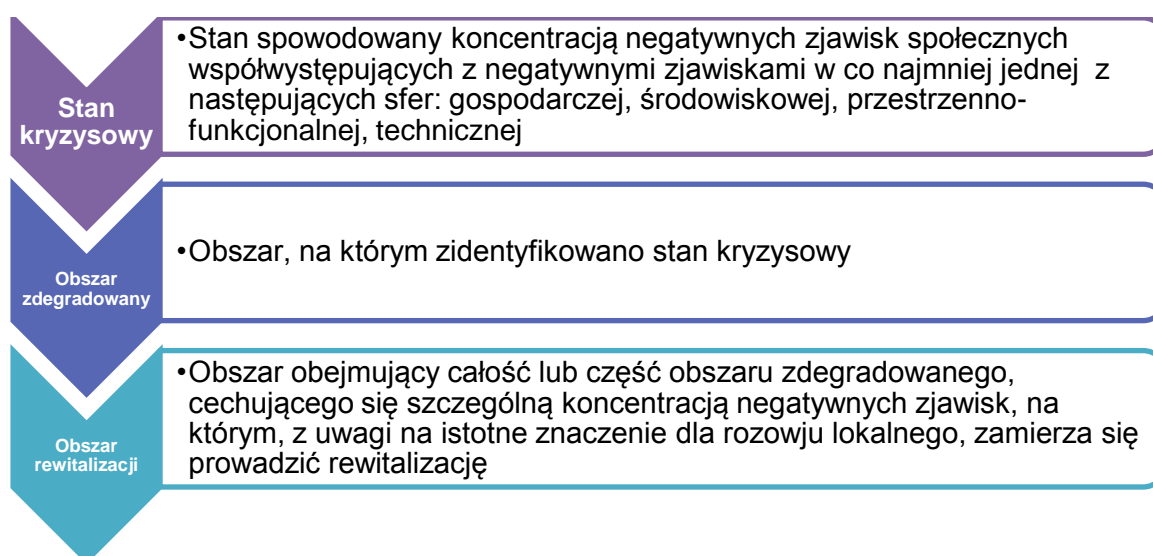 Stan
kryzysowy
•Stan spowodowany koncentracją negatywnych zjawisk społecznych
współwystępujących z negatywnymi zjawiskami w co najmniej jednej z
następujących sfer: gospodarczej, środowiskowej, przestrzenno-
funkcjonalnej, technicznej
Obszar
zdegradowany
•Obszar, na którym zidentyfikowano stan kryzysowy
Obszar
rewitalizacji
•Obszar obejmujący całość lub część obszaru zdegradowanego,
cechującego się szczególną koncentracją negatywnych zjawisk, na
którym, z uwagi na istotne znaczenie dla rozowju lokalnego, zamierza się
prowadzić rewitalizację